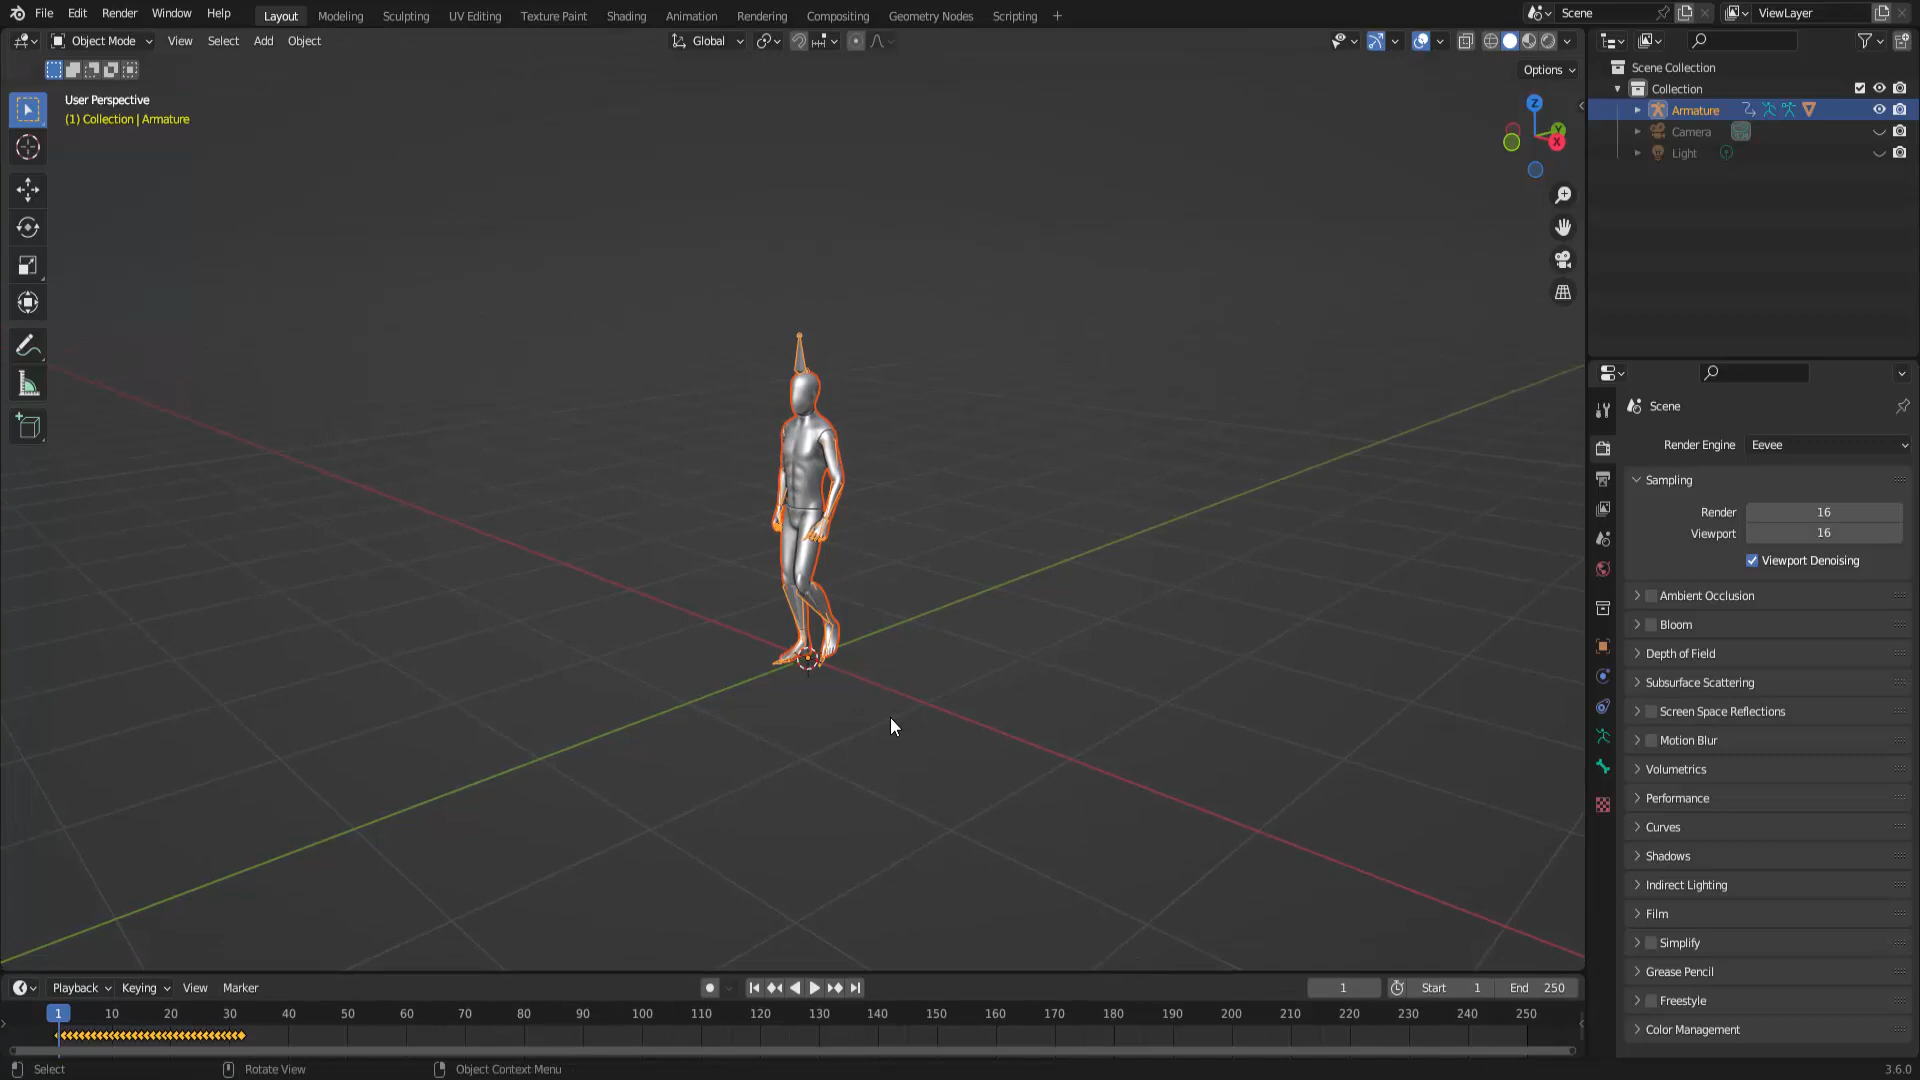 File Edit Render Window Help Layout Modeling Sculpting UV Editing Texture Paint Shading Animation Rendering Compositing Geometry Nodes Scripting + Scene ViewLayer
Object Mode View Select Add Object Global
Options
User Perspective
(1) Collection | Armature
Z
Y
X
Scene Collection
Collection
Armature
Camera
Light
Scene
Render Engine Eevee
Sampling
Render 16
Viewport 16
Viewport Denoising
Ambient Occlusion
Bloom
Depth of Field
Subsurface Scattering
Screen Space Reflections
Motion Blur
Volumetrics
Performance
Curves
Shadows
Indirect Lighting
Film
Simplify
Grease Pencil
Freestyle
Color Management
Playback Keying View Marker 1 Start 1 End 250
1 10 20 30 40 50 60 70 80 90 100 110 120 130 140 150 160 170 180 190 200 210 220 230 240 250
Select Rotate View Object Context Menu 3.6.0